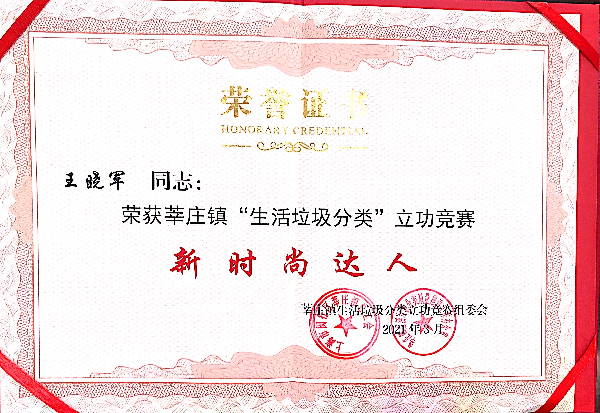 荣誉证书
HONORARY CREDENTIAL
王晓军 同志:
荣获莘庄镇“生活垃圾分类”立功竞赛
新时尚达人
莘庄镇生活垃圾分类立功竞赛组委会
2021年3月